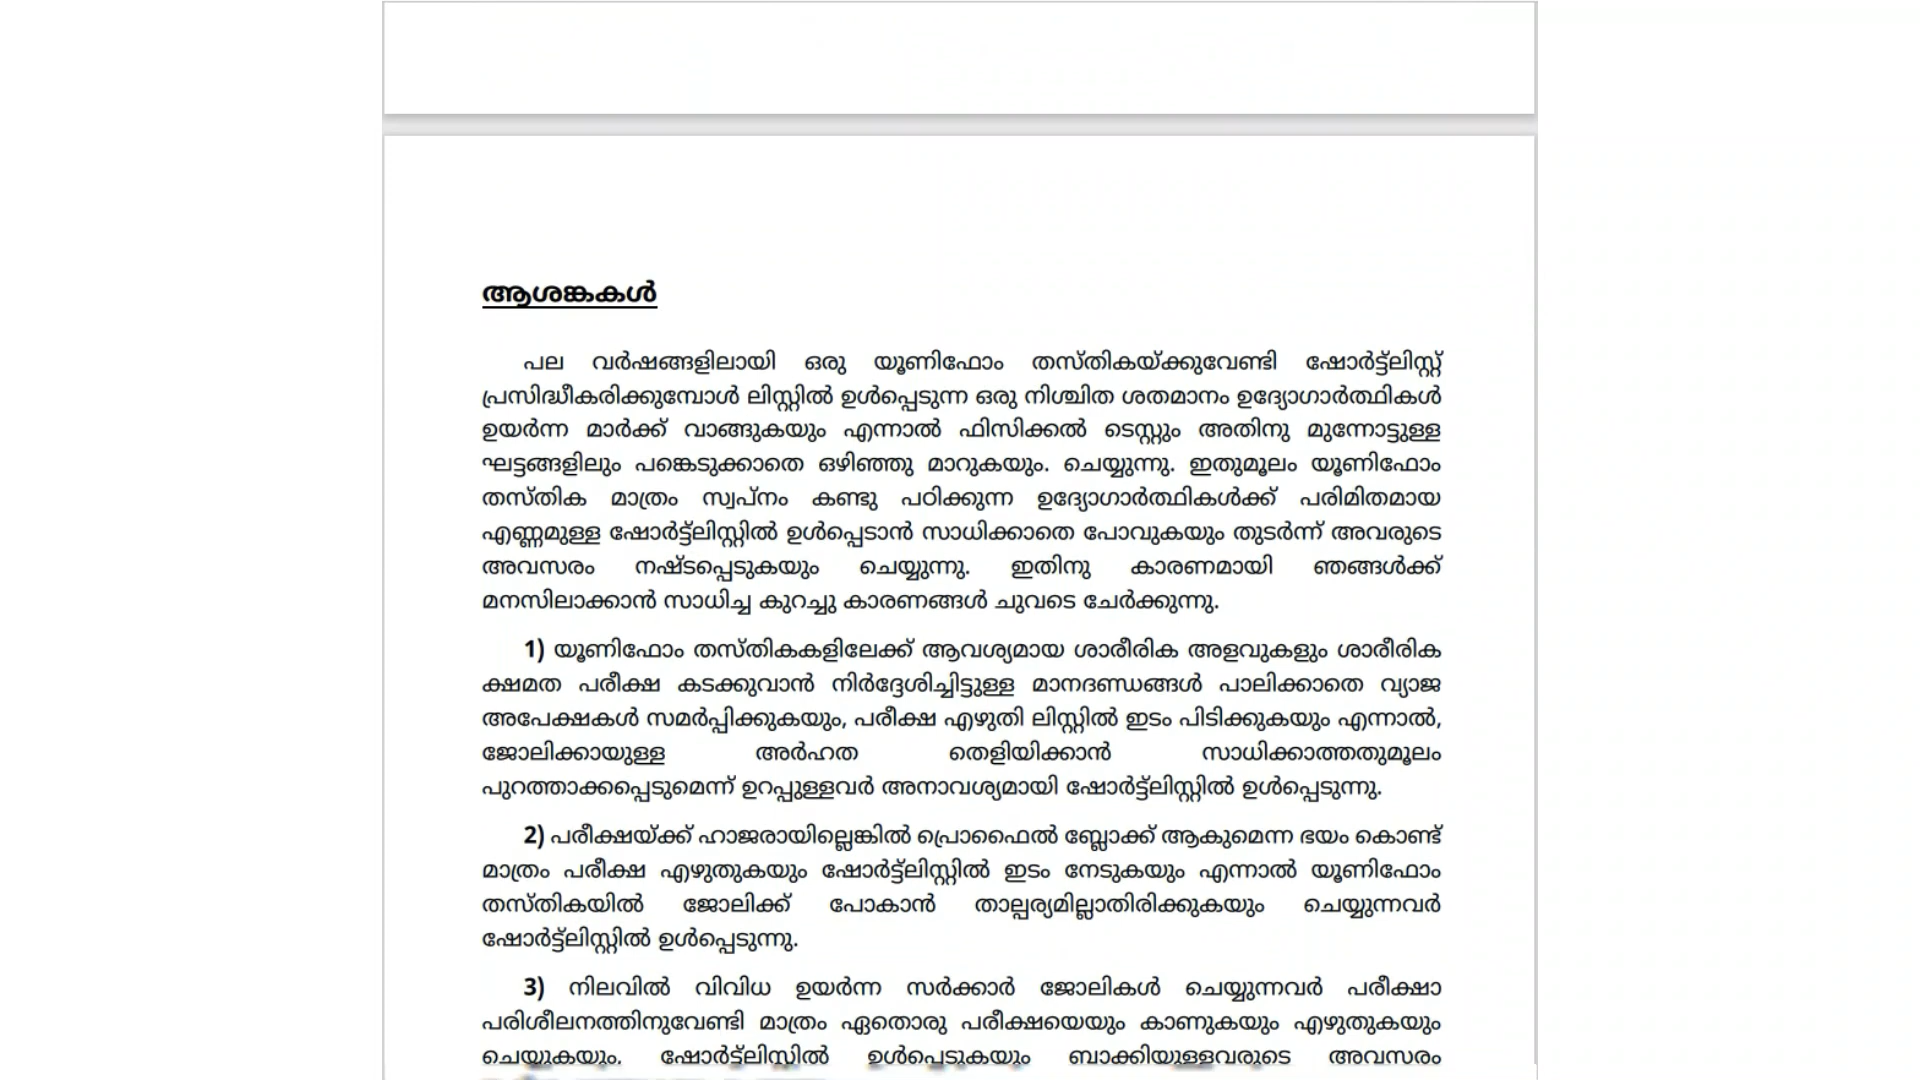 ആശങ്കകൾ
പല വർഷങ്ങളിലായി ഒരു യൂണിഫോം തസ്തികയ്ക്കുവേണ്ടി ഷോർട്ട്ലിസ്റ്റ്
പ്രസിദ്ധീകരിക്കുമ്പോൾ ലിസ്റ്റിൽ ഉൾപ്പെടുന്ന ഒരു നിശ്ചിത ശതമാനം ഉദ്യോഗാർത്ഥികൾ
ഉയർന്ന മാർക്ക് വാങ്ങുകയും എന്നാൽ ഫിസിക്കൽ ടെസ്റ്റും അതിനു മുന്നോട്ടുള്ള
ഘട്ടങ്ങളിലും പങ്കെടുക്കാതെ ഒഴിഞ്ഞു മാറുകയും. ചെയ്യുന്നു. ഇതുമൂലം യൂണിഫോം
തസ്തിക മാത്രം സ്വപ്നം കണ്ടു പഠിക്കുന്ന ഉദ്യോഗാർത്ഥികൾക്ക് പരിമിതമായ
എണ്ണമുള്ള ഷോർട്ട്ലിസ്റ്റിൽ ഉൾപ്പെടാൻ സാധിക്കാതെ പോവുകയും തുടർന്ന് അവരുടെ
അവസരം നഷ്ടപ്പെടുകയും ചെയ്യുന്നു. ഇതിനു കാരണമായി ഞങ്ങൾക്ക്
മനസിലാക്കാൻ സാധിച്ച കുറച്ചു കാരണങ്ങൾ ചുവടെ ചേർക്കുന്നു.
1) യൂണിഫോം തസ്തികകളിലേക്ക് ആവശ്യമായ ശാരീരിക അളവുകളും ശാരീരിക
ക്ഷമത പരീക്ഷ കടക്കുവാൻ നിർദ്ദേശിച്ചിട്ടുള്ള മാനദണ്ഡങ്ങൾ പാലിക്കാതെ വ്യാജ
അപേക്ഷകൾ സമർപ്പിക്കുകയും, പരീക്ഷ എഴുതി ലിസ്റ്റിൽ ഇടം പിടിക്കുകയും എന്നാൽ,
ജോലിക്കായുള്ള അർഹത തെളിയിക്കാൻ സാധിക്കാത്തതുമൂലം
പുറത്താക്കപ്പെടുമെന്ന് ഉറപ്പുള്ളവർ അനാവശ്യമായി ഷോർട്ട്ലിസ്റ്റിൽ ഉൾപ്പെടുന്നു.
2) പരീക്ഷയ്ക്ക് ഹാജരായില്ലെങ്കിൽ പ്രൊഫൈൽ ബ്ലോക്ക് ആകുമെന്ന ഭയം കൊണ്ട്
മാത്രം പരീക്ഷ എഴുതുകയും ഷോർട്ട്ലിസ്റ്റിൽ ഇടം നേടുകയും എന്നാൽ യൂണിഫോം
തസ്തികയിൽ ജോലിക്ക് പോകാൻ താല്പര്യമില്ലാതിരിക്കുകയും ചെയ്യുന്നവർ
ഷോർട്ട്ലിസ്റ്റിൽ ഉൾപ്പെടുന്നു.
3) നിലവിൽ വിവിധ ഉയർന്ന സർക്കാർ ജോലികൾ ചെയ്യുന്നവർ പരീക്ഷാ
പരിശീലനത്തിനുവേണ്ടി മാത്രം ഏതൊരു പരീക്ഷയെയും കാണുകയും എഴുതുകയും
ചെയ്യുകയും. ഷോർട്ട്ലിസ്റ്റിൽ ഉൾപ്പെടുകയും ബാക്കിയുള്ളവരുടെ അവസരം